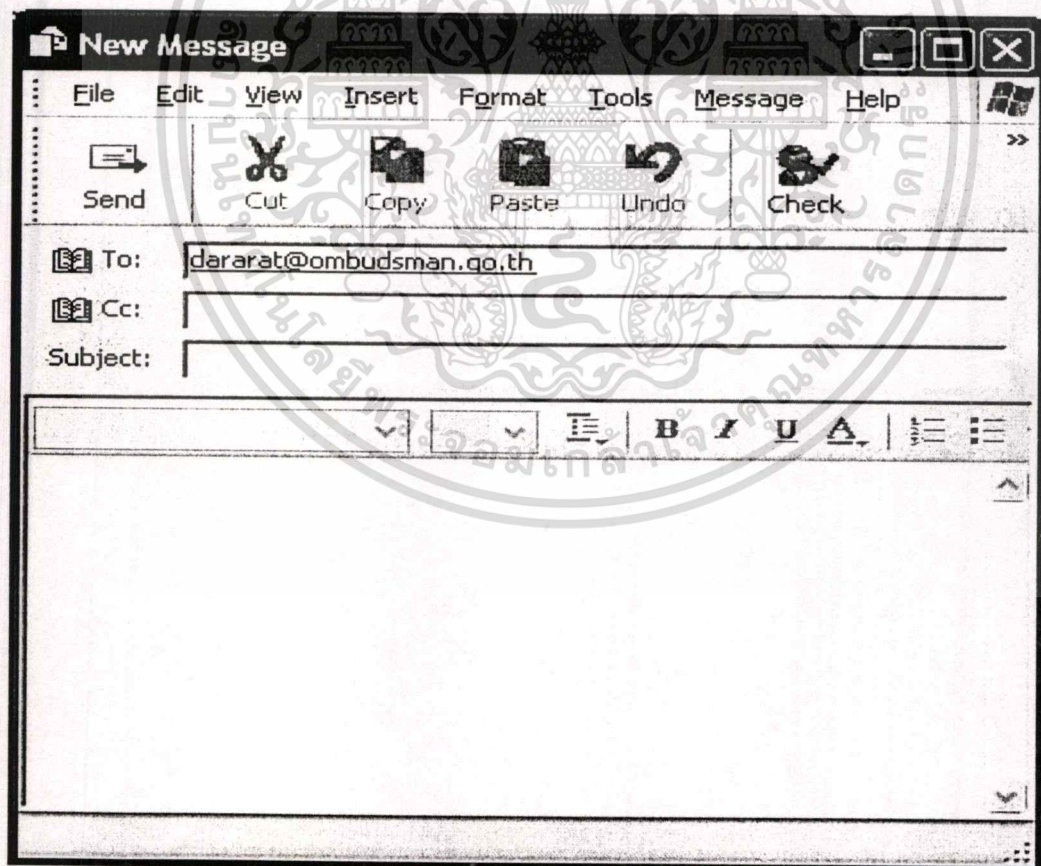 New Message
File Edit View Insert Format Tools Message Help
Send Cut Copy Paste Undo Check
To: dararat@ombudsman.go.th
Cc:
Subject:
B I U A